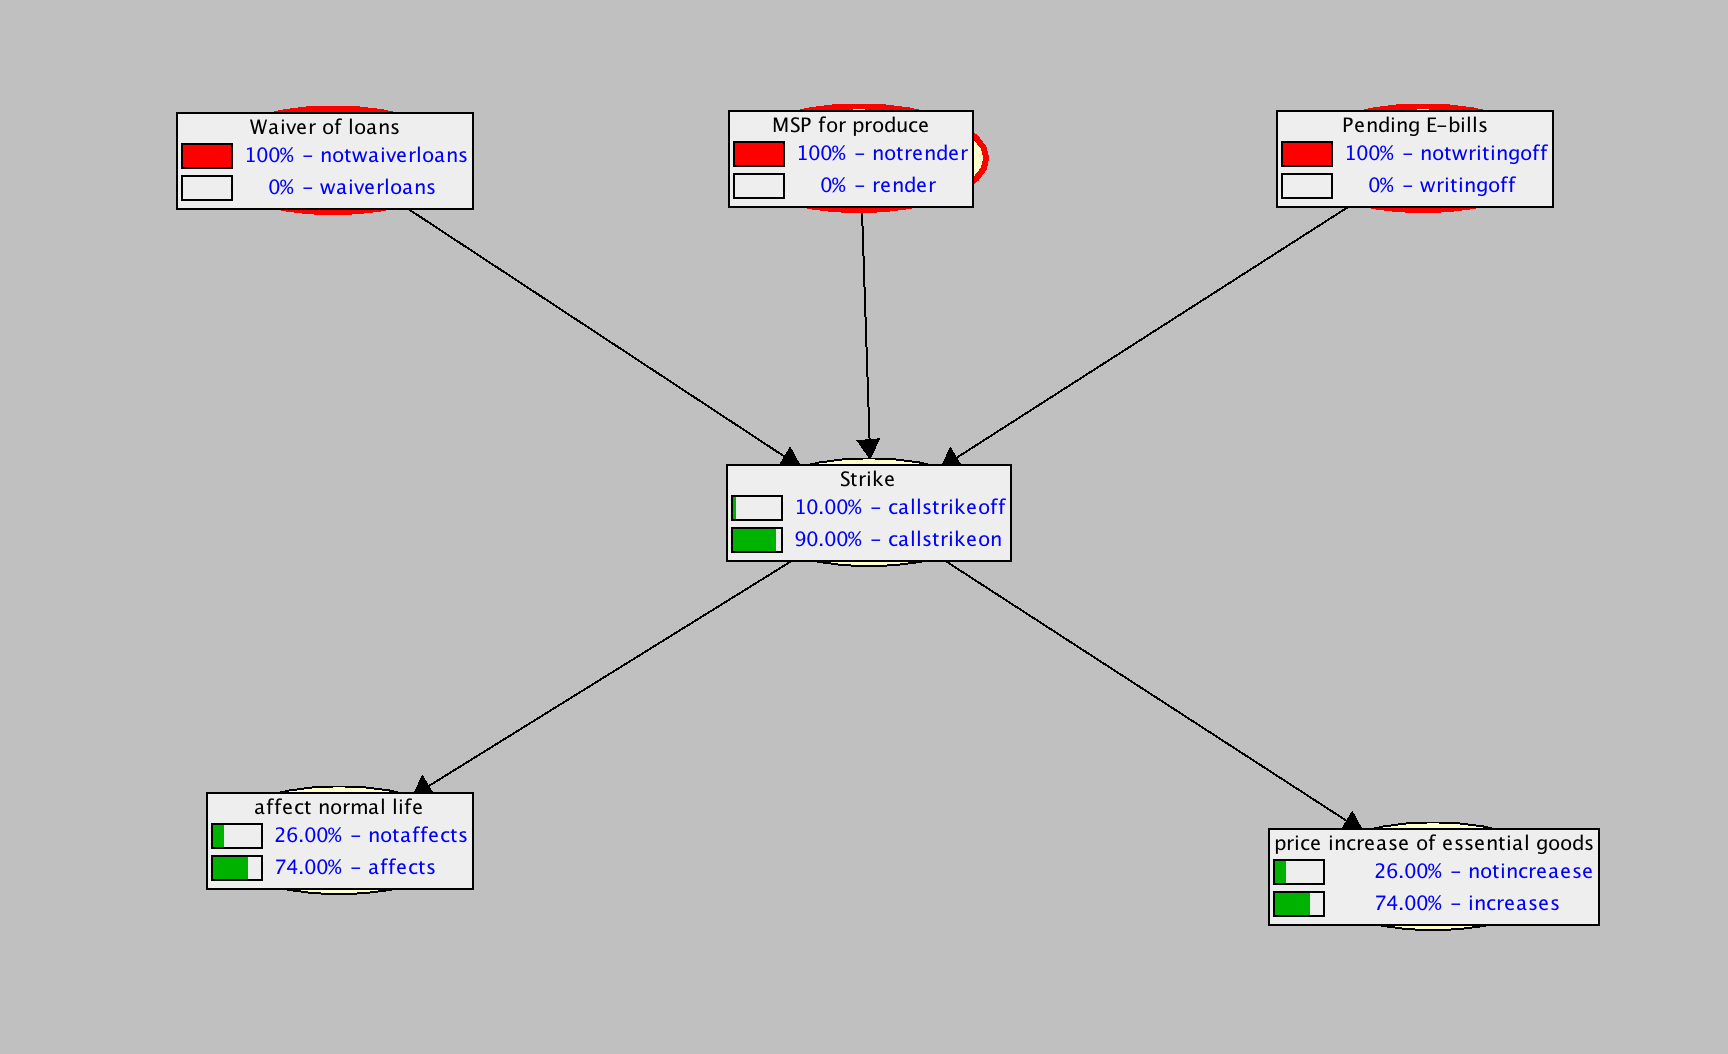 Waiver of loans
100% - notwaiverloans
0% - waiverloans
MSP for produce
100% - notrender
0% - render
Pending E-bills
100% - notwritingoff
0% - writingoff
Strike
10.00% - callstrikeoff
90.00% - callstrikeon
affect normal life
26.00% - notaffects
74.00% - affects
price increase of essential goods
26.00% - notincreaese
74.00% - increases